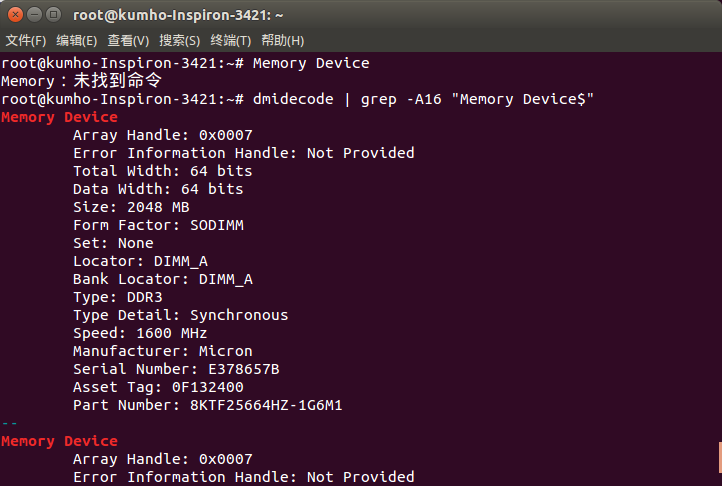 root@kumho-Inspiron-3421: ~
文件(F) 编辑(E) 查看(V) 搜索(S) 终端(T) 帮助(H)
root@kumho-Inspiron-3421:~# Memory Device
Memory：未找到命令
root@kumho-Inspiron-3421:~# dmidecode | grep -A16 "Memory Device$"
Memory Device
Array Handle: 0x0007
Error Information Handle: Not Provided
Total Width: 64 bits
Data Width: 64 bits
Size: 2048 MB
Form Factor: SODIMM
Set: None
Locator: DIMM_A
Bank Locator: DIMM_A
Type: DDR3
Type Detail: Synchronous
Speed: 1600 MHz
Manufacturer: Micron
Serial Number: E378657B
Asset Tag: 0F132400
Part Number: 8KTF25664HZ-1G6M1
--
Memory Device
Array Handle: 0x0007
Error Information Handle: Not Provided